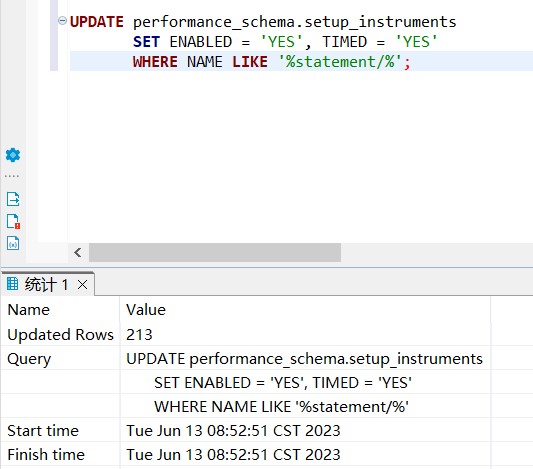 UPDATE performance_schema.setup_instruments
SET ENABLED = 'YES', TIMED = 'YES'
WHERE NAME LIKE '%statement/%';
统计 1
Name Value
Updated Rows 213
Query UPDATE performance_schema.setup_instruments
SET ENABLED = 'YES', TIMED = 'YES'
WHERE NAME LIKE '%statement/%'
Start time Tue Jun 13 08:52:51 CST 2023
Finish time Tue Jun 13 08:52:51 CST 2023